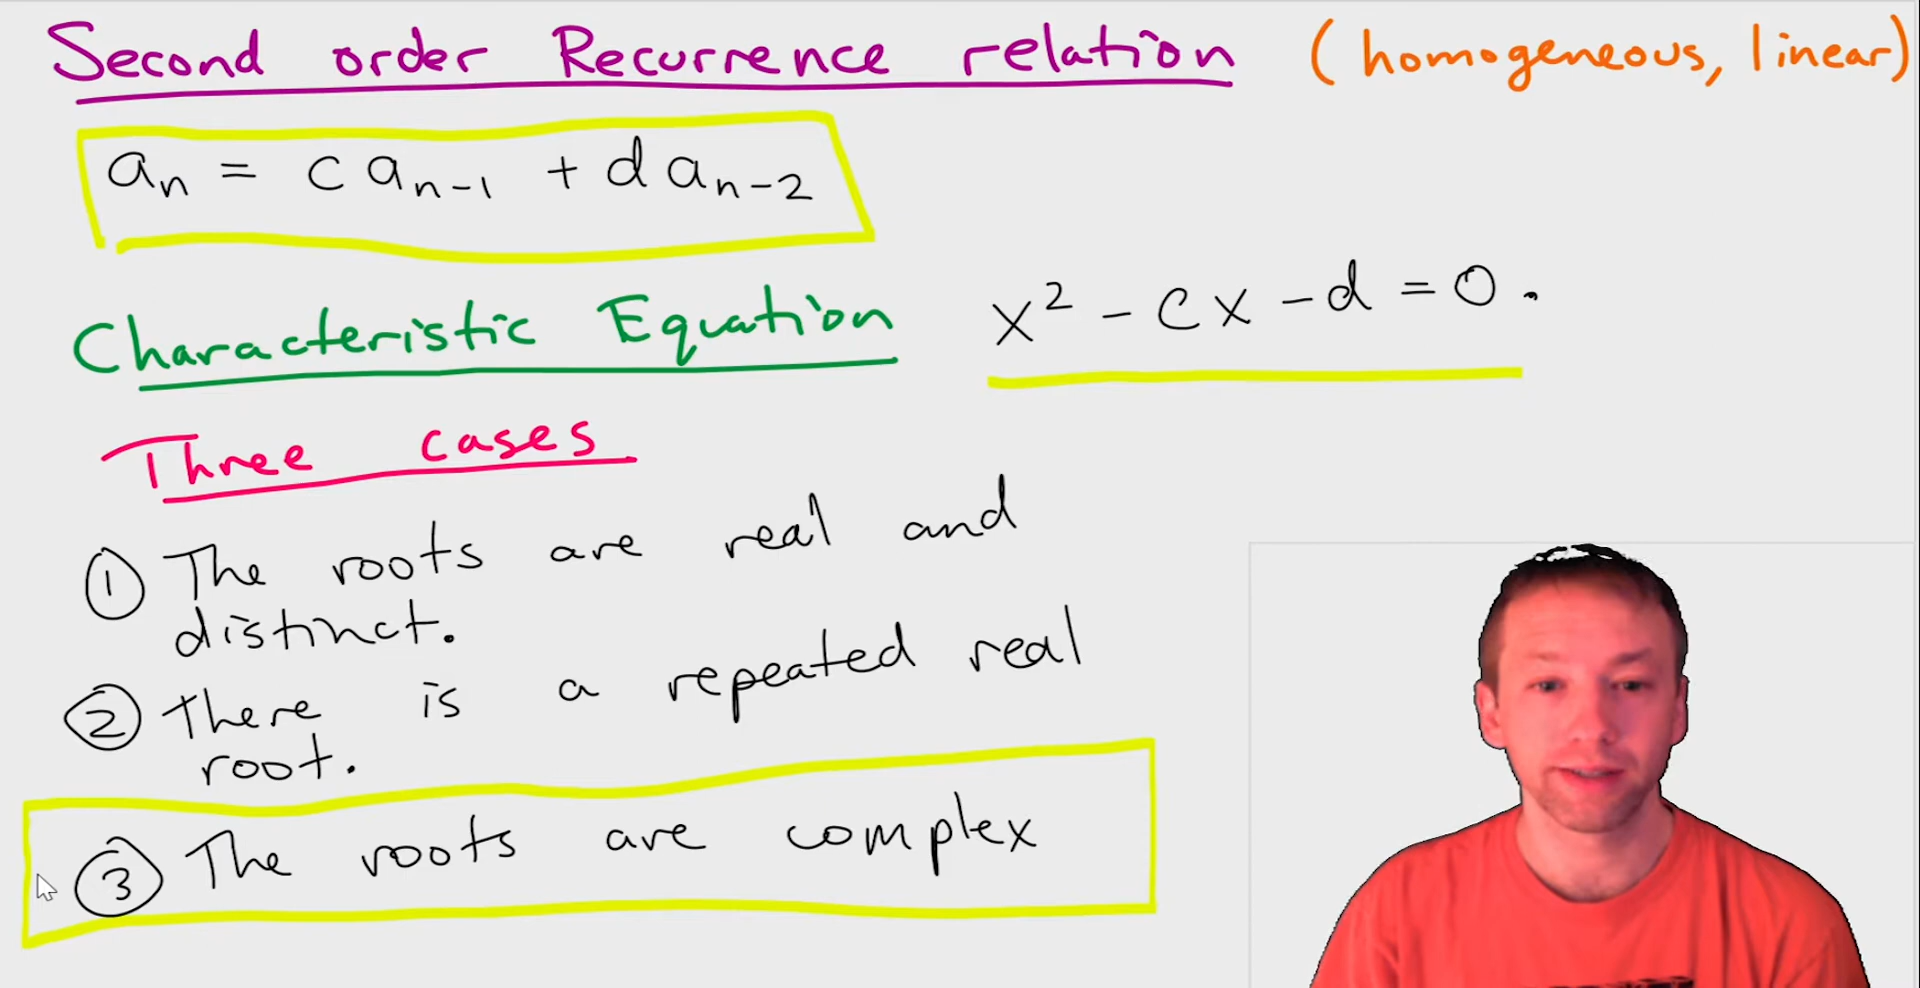 Second order Recurrence relation (homogeneous, linear)
aₙ = c aₙ₋₁ + d aₙ₋₂
Characteristic Equation x² - cx - d = 0.
Three cases
① The roots are real and
distinct.
② There is a repeated real
root.
③ The roots are complex